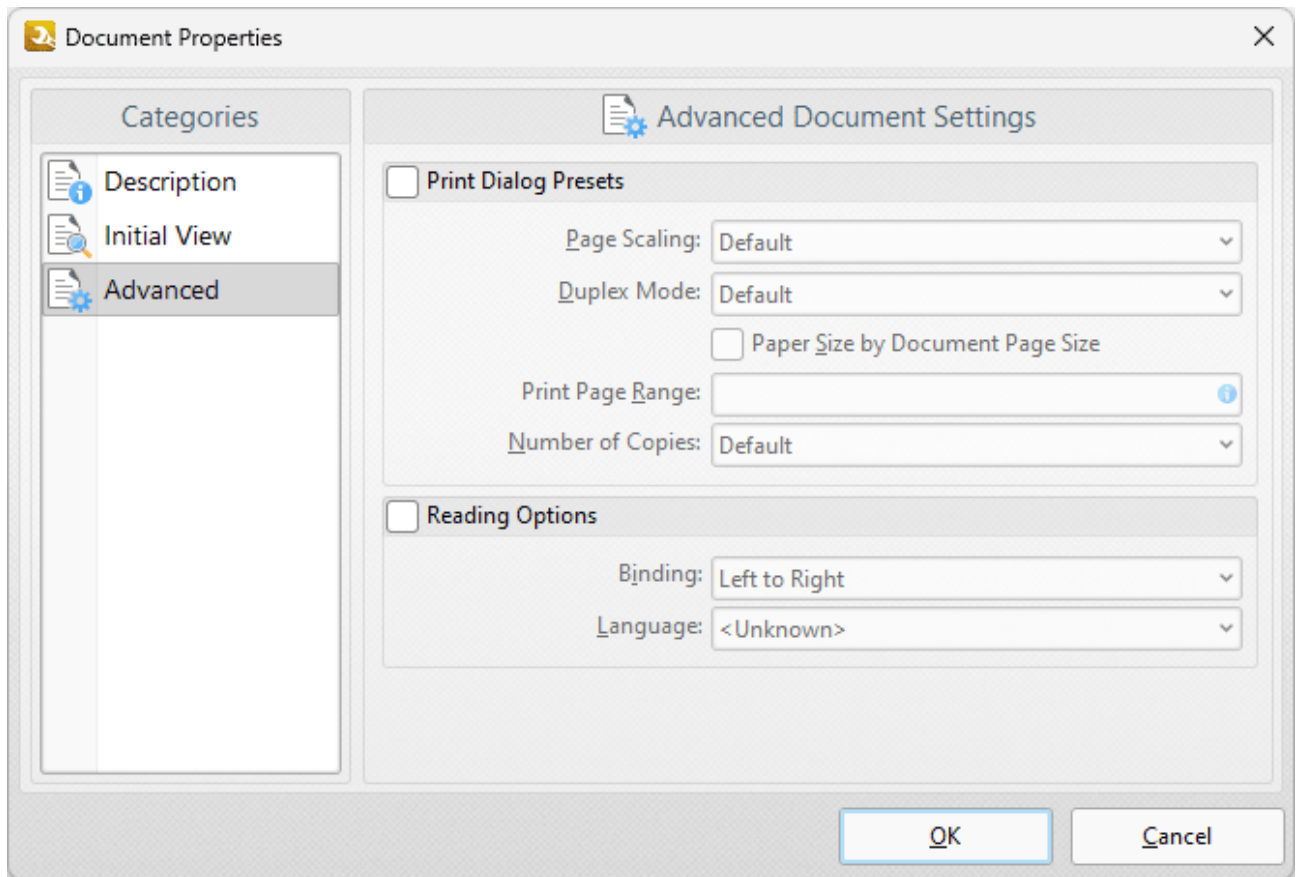 Document Properties
Categories
Description
Initial View
Advanced
Advanced Document Settings
Print Dialog Presets
Page Scaling: Default
Duplex Mode: Default
Paper Size by Document Page Size
Print Page Range:
Number of Copies: Default
Reading Options
Binding: Left to Right
Language: <Unknown>
OK Cancel